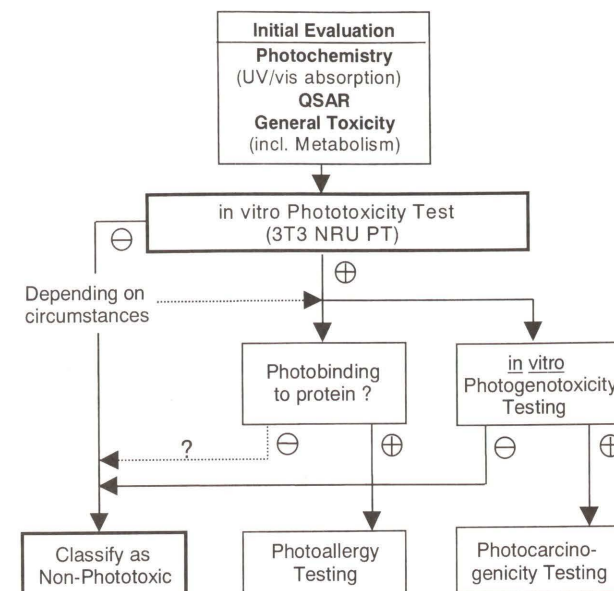 Initial Evaluation
Photochemistry
(UV/vis absorption)
QSAR
General Toxicity
(incl. Metabolism)
in vitro Phototoxicity Test
(3T3 NRU PT)
⊖
⊕
Depending on
circumstances
Photobinding
to protein ?
in vitro
Photogenotoxicity
Testing
?
⊖
⊕
⊖
⊕
Classify as
Non-Phototoxic
Photoallergy
Testing
Photocarcino-
genicity Testing